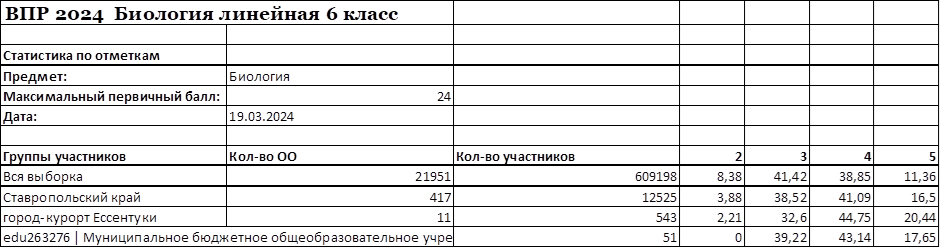 ВПР 2024 Биология линейная 6 класс
Статистика по отметкам
Предмет: Биология
Максимальный первичный балл: 24
Дата: 19.03.2024
Группы участников Кол-во ОО Кол-во участников 2 3 4 5
Вся выборка 21951 609198 8,38 41,42 38,85 11,36
Ставропольский край 417 12525 3,88 38,52 41,09 16,5
город-курорт Ессентуки 11 543 2,21 32,6 44,75 20,44
edu263276 | Муниципальное бюджетное общеобразовательное учре 51 0 39,22 43,14 17,65